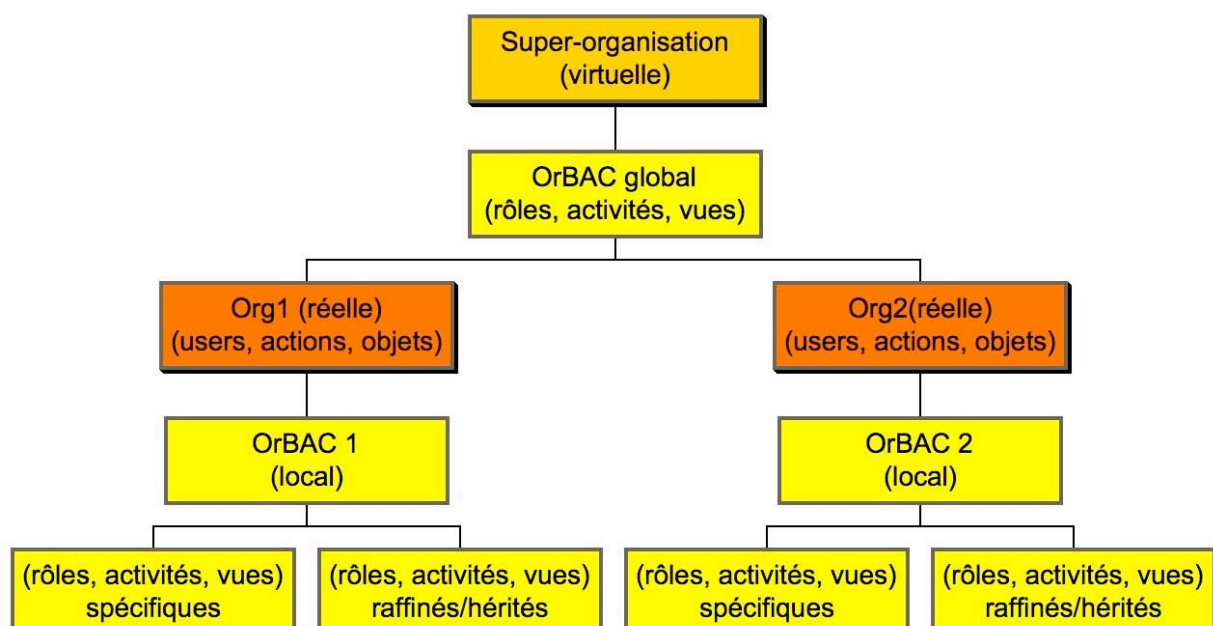 Super-organisation
(virtuelle)
OrBAC global
(rôles, activités, vues)
Org1 (réelle)
(users, actions, objets)
Org2(réelle)
(users, actions, objets)
OrBAC 1
(local)
OrBAC 2
(local)
(rôles, activités, vues)
spécifiques
(rôles, activités, vues)
raffinés/hérités
(rôles, activités, vues)
spécifiques
(rôles, activités, vues)
raffinés/hérités